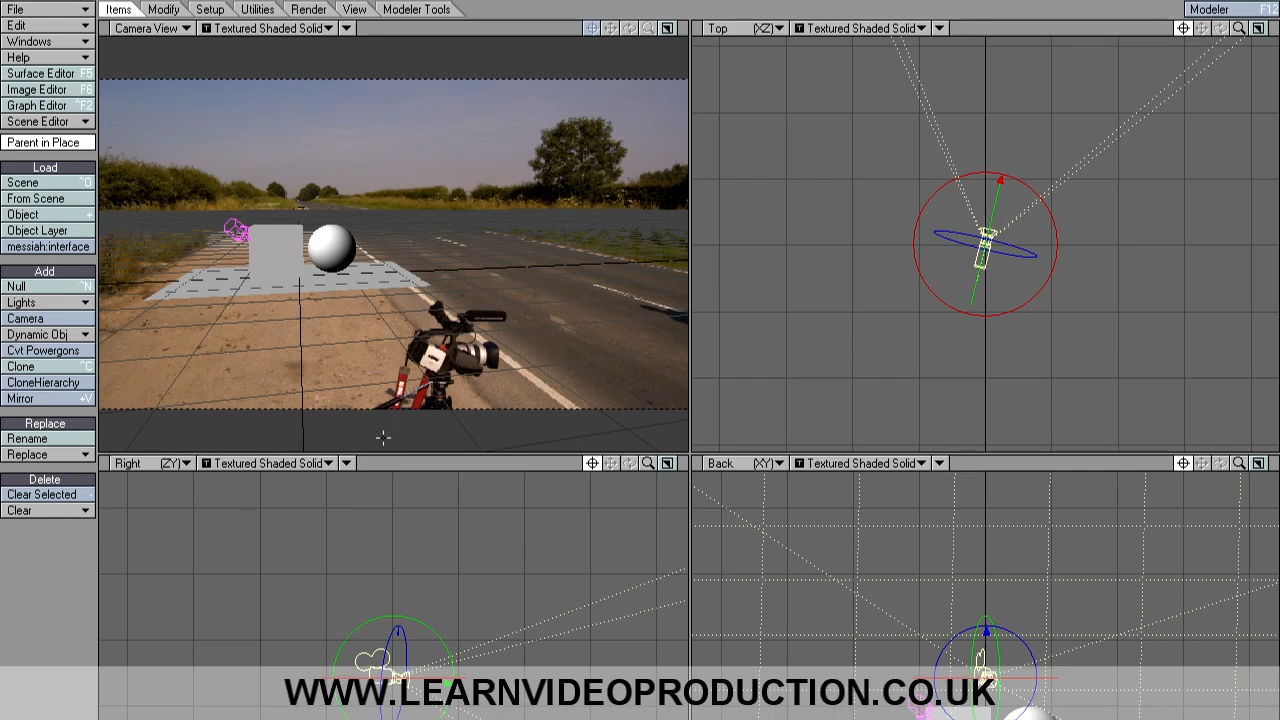 File Items Modify Setup Utilities Render View Modeler Tools Modeler F12
Edit Camera View Textured Shaded Solid Top (XZ) Textured Shaded Solid
Windows
Help
Surface Editor F5
Image Editor F6
Graph Editor ^F2
Scene Editor
Parent in Place
Load
Scene ^O
From Scene
Object +
Object Layer
messiah:interface
Add
Null ^N
Lights
Camera
Dynamic Obj
Cvt Powergons
Clone ^C
CloneHierarchy
Mirror +V
Replace
Rename
Replace
Right (ZY) Textured Shaded Solid Back (XY) Textured Shaded Solid
Delete
Clear Selected -
Clear
WWW.LEARNVIDEOPRODUCTION.CO.UK